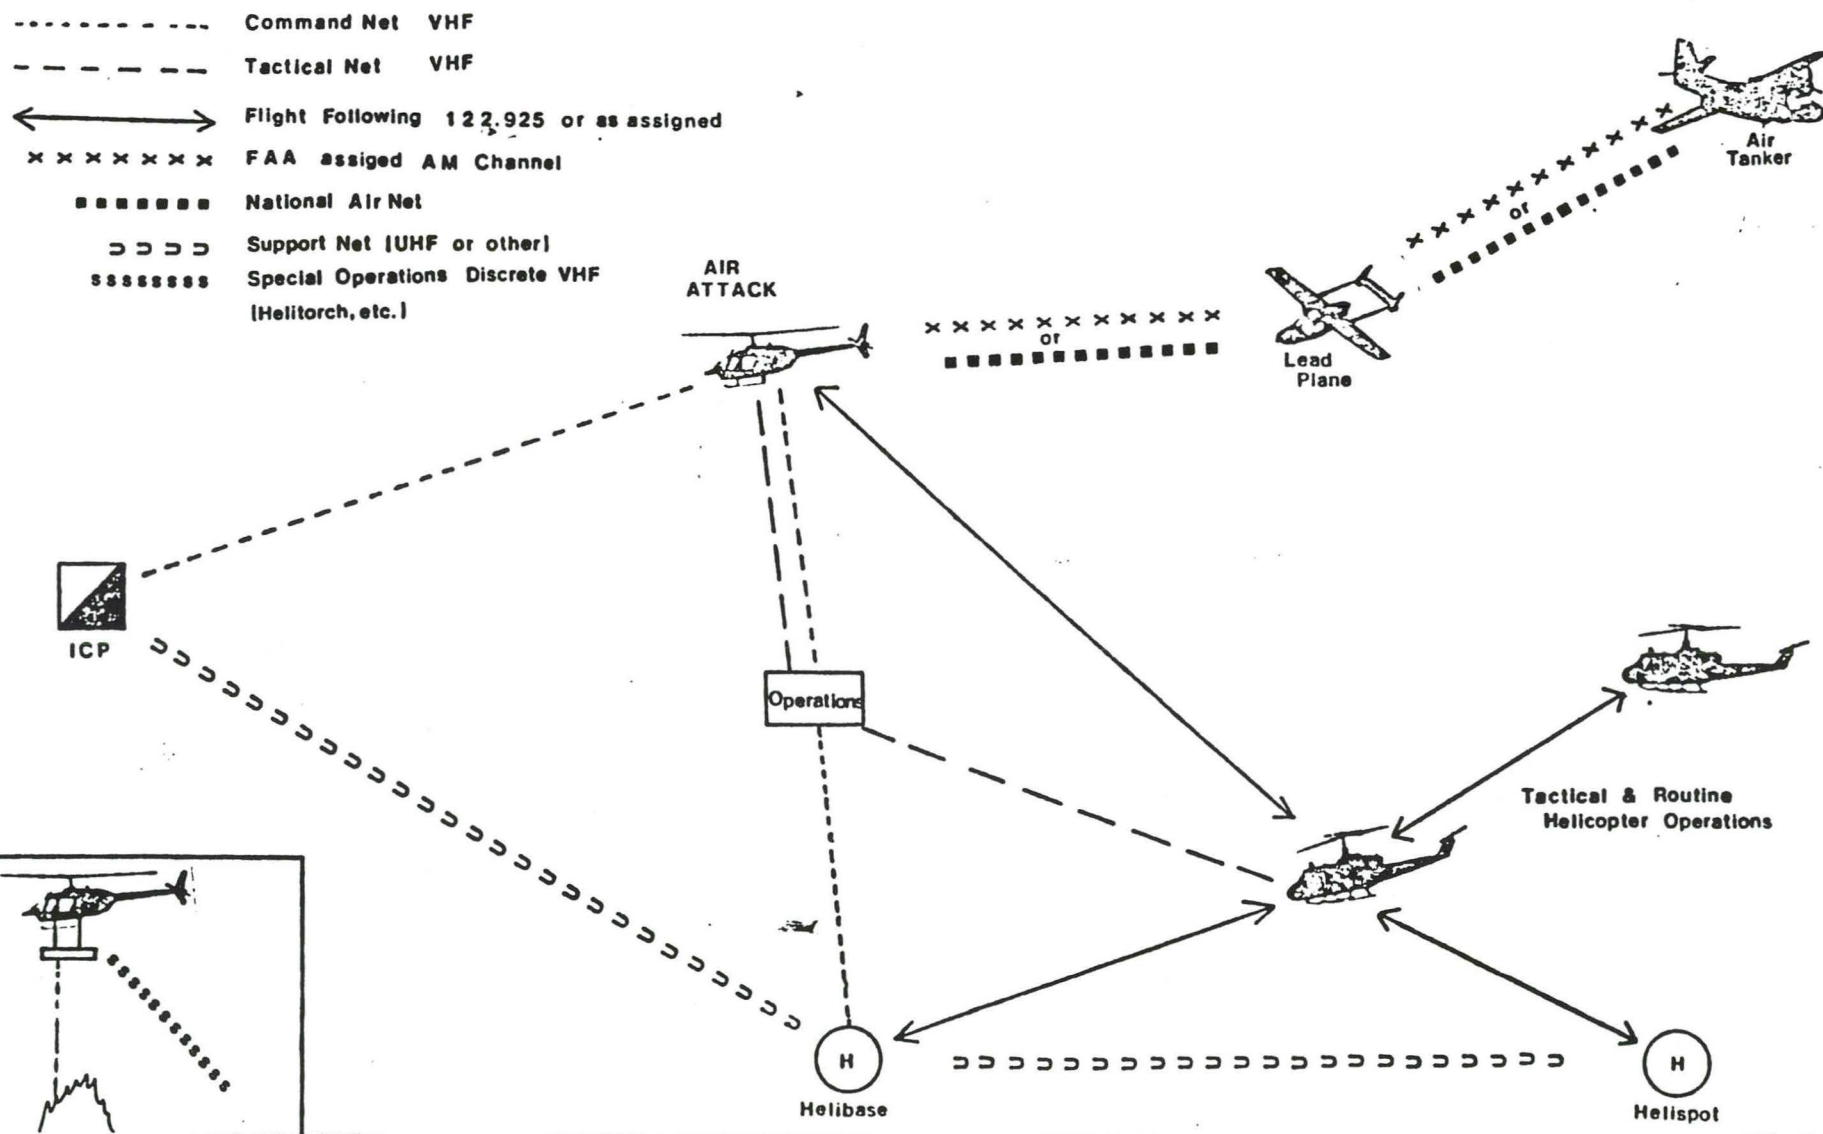 Command Net VHF
Tactical Net VHF
Flight Following 122.925 or as assigned
FAA assiged AM Channel
National Air Net
Support Net [UHF or other]
Special Operations Discrete VHF
[Helitorch, etc.]
Air
Tanker
or
AIR
ATTACK
or
Lead
Plane
ICP
Operations
Tactical & Routine
Helicopter Operations
H
Helibase
H
Helispot